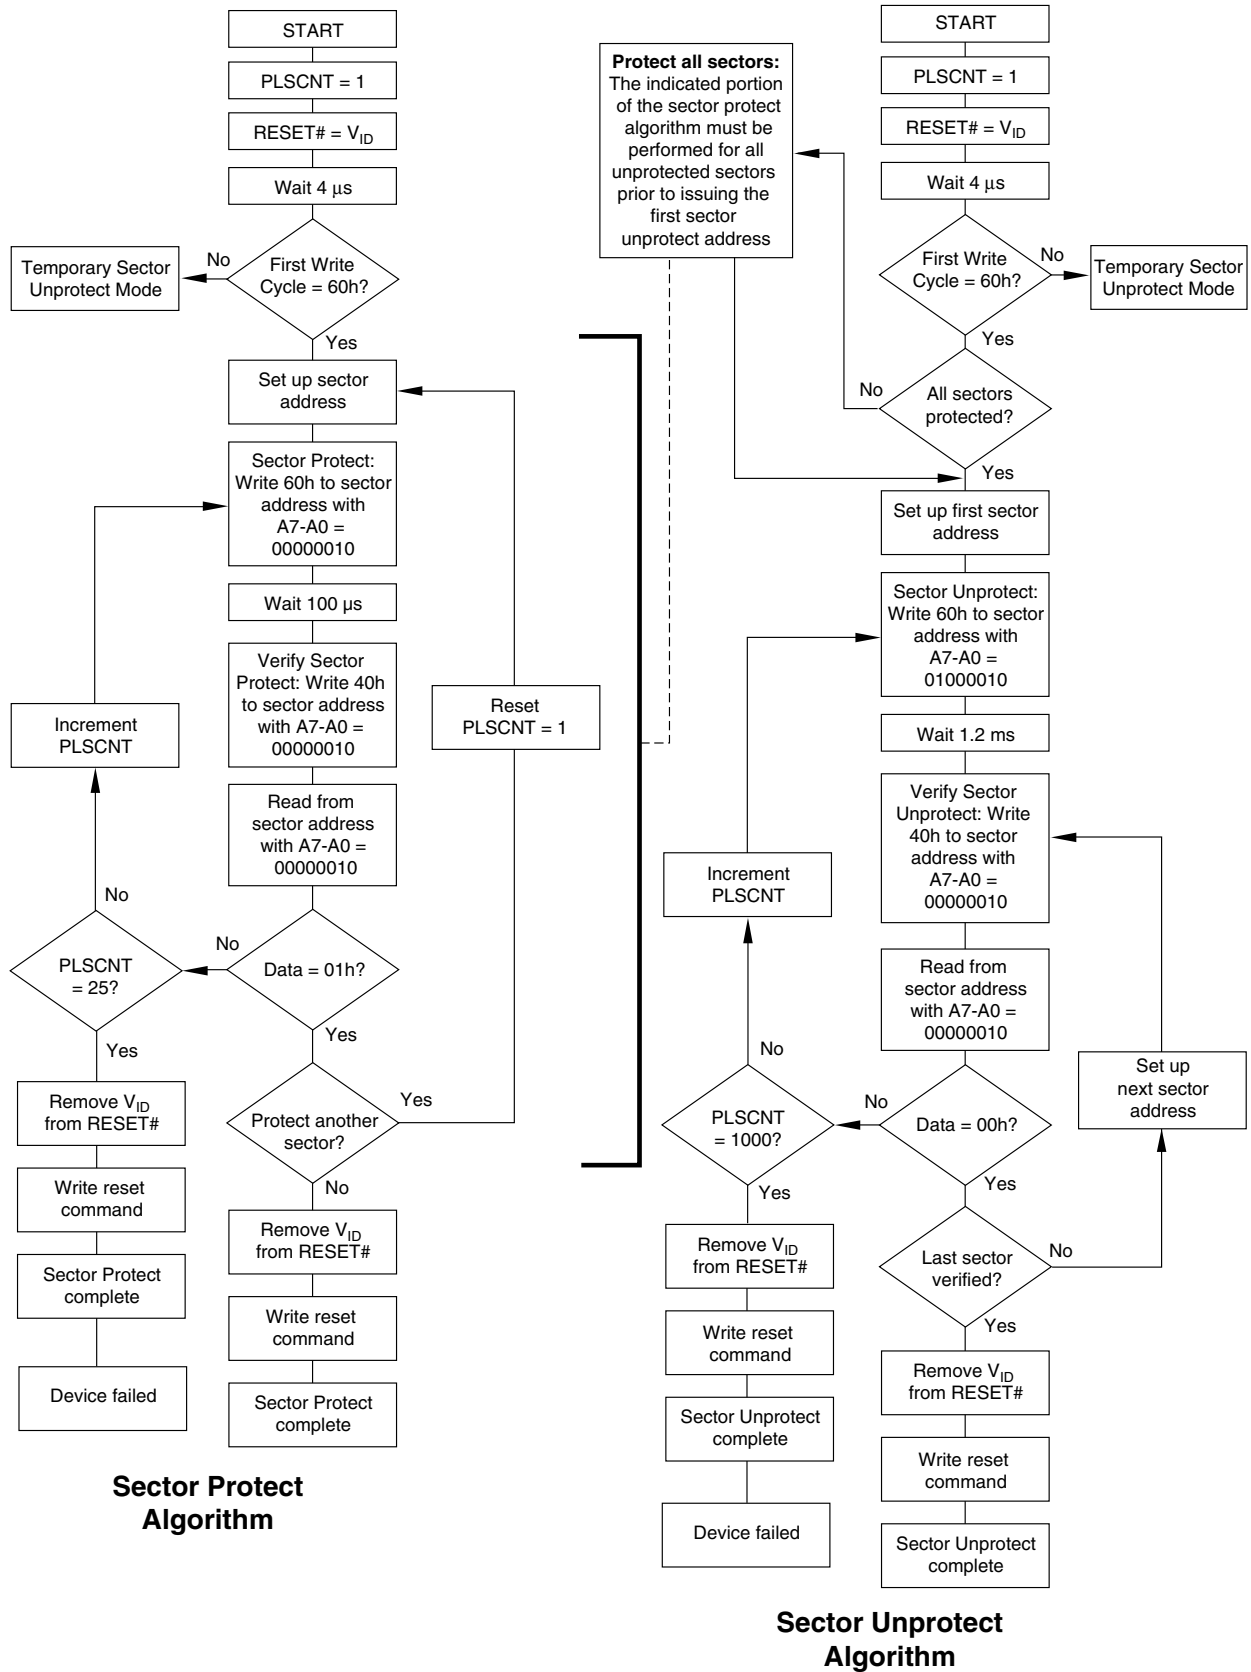 START
PLSCNT = 1
RESET# = VID
Wait 4 μs
First Write
Cycle = 60h?
No
Temporary Sector
Unprotect Mode
Yes
Set up sector
address
Sector Protect:
Write 60h to sector
address with
A7-A0 =
00000010
Wait 100 µs
Verify Sector
Protect: Write 40h
to sector address
with A7-A0 =
00000010
Read from
sector address
with A7-A0 =
00000010
Data = 01h?
No
PLSCNT
= 25?
No
Increment
PLSCNT
Yes
Remove VID
from RESET#
Write reset
command
Sector Protect
complete
Device failed
Yes
Protect another
sector?
Yes
Reset
PLSCNT = 1
No
Remove VID
from RESET#
Write reset
command
Sector Protect
complete
Sector Protect
Algorithm
Protect all sectors:
The indicated portion
of the sector protect
algorithm must be
performed for all
unprotected sectors
prior to issuing the
first sector
unprotect address
START
PLSCNT = 1
RESET# = VID
Wait 4 μs
First Write
Cycle = 60h?
No
Temporary Sector
Unprotect Mode
Yes
All sectors
protected?
No
Yes
Set up first sector
address
Sector Unprotect:
Write 60h to sector
address with
A7-A0 =
01000010
Wait 1.2 ms
Verify Sector
Unprotect: Write
40h to sector
address with
A7-A0 =
00000010
Read from
sector address
with A7-A0 =
00000010
Data = 00h?
No
PLSCNT
= 1000?
No
Increment
PLSCNT
Yes
Remove VID
from RESET#
Write reset
command
Sector Unprotect
complete
Device failed
Yes
Last sector
verified?
No
Set up
next sector
address
Yes
Remove VID
from RESET#
Write reset
command
Sector Unprotect
complete
Sector Unprotect
Algorithm